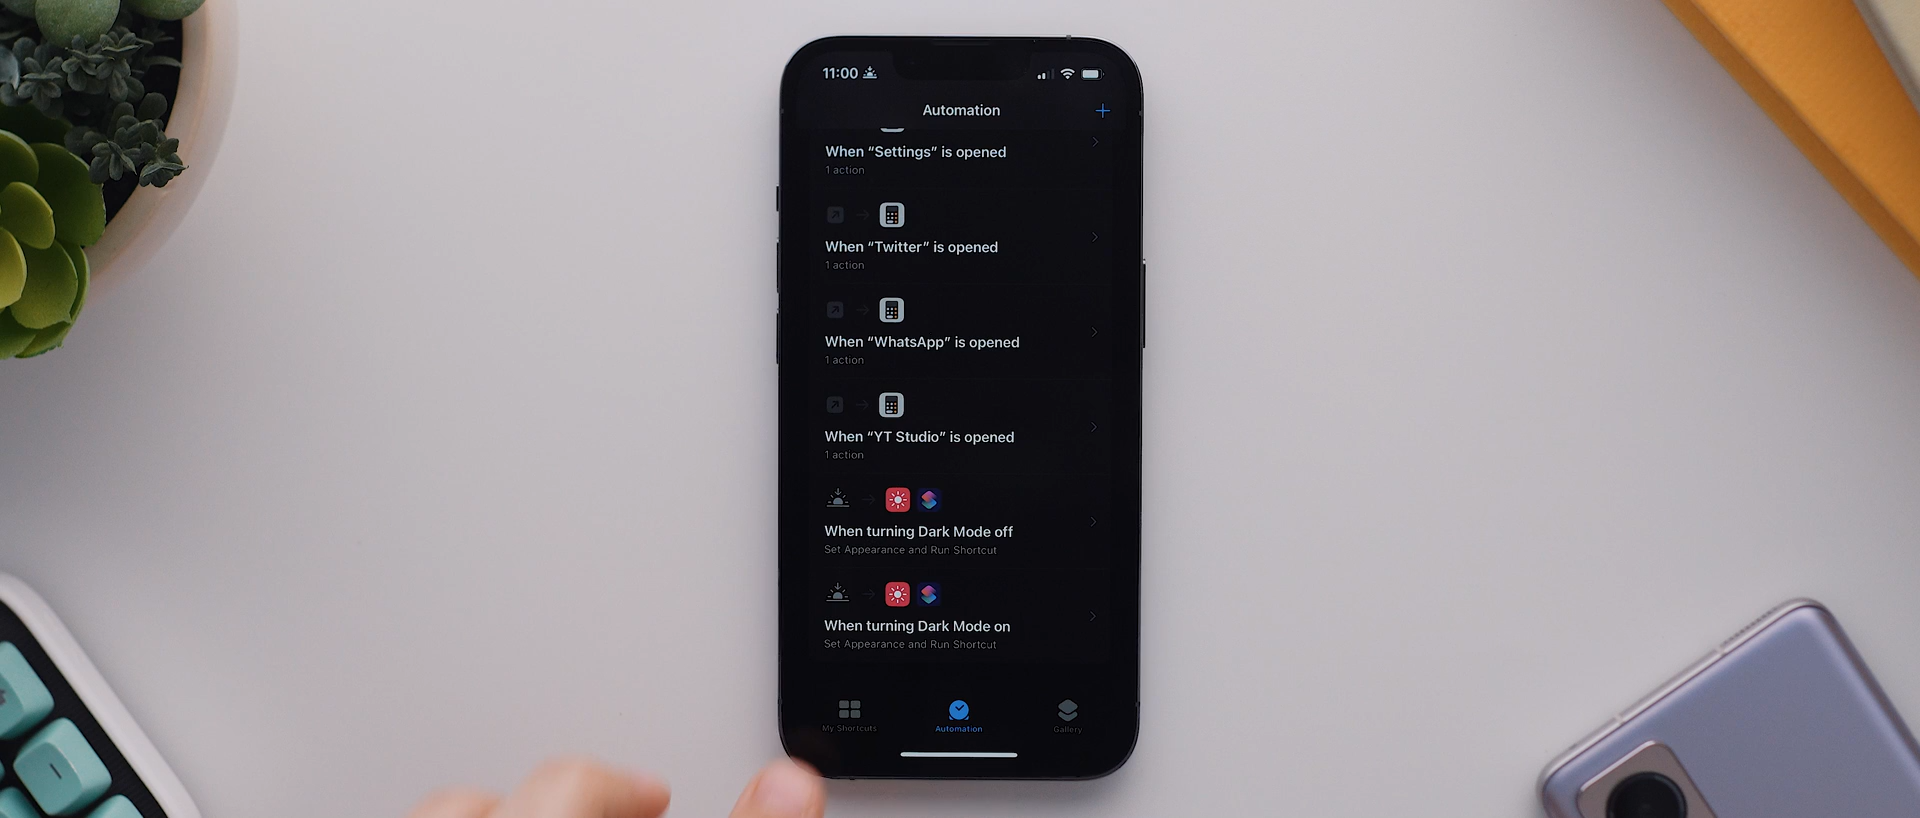 11:00
Automation
When “Settings” is opened
1 action
When “Twitter” is opened
1 action
When “WhatsApp” is opened
1 action
When “YT Studio” is opened
1 action
When turning Dark Mode off
Set Appearance and Run Shortcut
When turning Dark Mode on
Set Appearance and Run Shortcut
My Shortcuts
Automation
Gallery